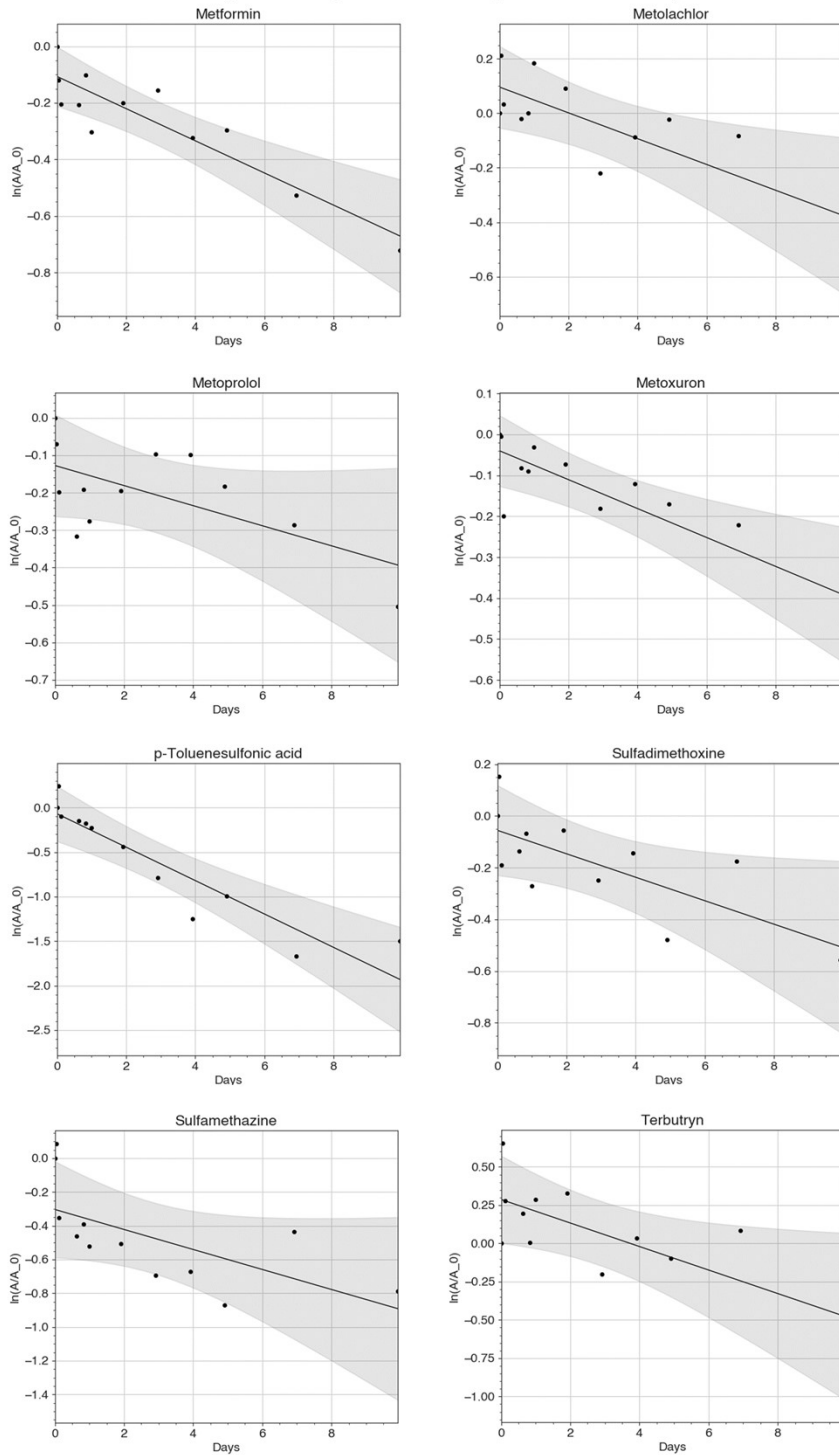 Metformin
0.0
−0.2
−0.4
−0.6
−0.8
ln(A/A_0)
0 2 4 6 8
Days
Metolachlor
0.2
0.0
−0.2
−0.4
−0.6
ln(A/A_0)
0 2 4 6 8
Days
Metoprolol
0.0
−0.1
−0.2
−0.3
−0.4
−0.5
−0.6
−0.7
ln(A/A_0)
0 2 4 6 8
Days
Metoxuron
0.1
0.0
−0.1
−0.2
−0.3
−0.4
−0.5
−0.6
ln(A/A_0)
0 2 4 6 8
Days
p-Toluenesulfonic acid
0.0
−0.5
−1.0
−1.5
−2.0
−2.5
ln(A/A_0)
0 2 4 6 8
Days
Sulfadimethoxine
0.2
0.0
−0.2
−0.4
−0.6
−0.8
ln(A/A_0)
0 2 4 6 8
Days
Sulfamethazine
0.0
−0.2
−0.4
−0.6
−0.8
−1.0
−1.2
−1.4
ln(A/A_0)
0 2 4 6 8
Days
Terbutryn
0.50
0.25
0.00
−0.25
−0.50
−0.75
−1.00
ln(A/A_0)
0 2 4 6 8
Days